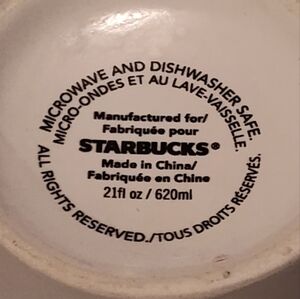 MICROWAVE AND DISHWASHER SAFE.
MICRO-ONDES ET AU LAVE-VAISSELLE.
Manufactured for/
Fabriquée pour
STARBUCKS®
Made in China/
Fabriquée en Chine
21fl oz / 620ml
ALL RIGHTS RESERVED./TOUS DROITS RÉSERVÉS.